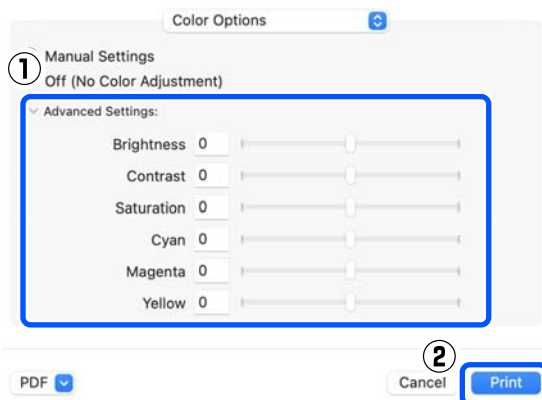 Color Options
① Manual Settings
Off (No Color Adjustment)
Advanced Settings:
Brightness 0
Contrast 0
Saturation 0
Cyan 0
Magenta 0
Yellow 0
②
PDF Cancel Print